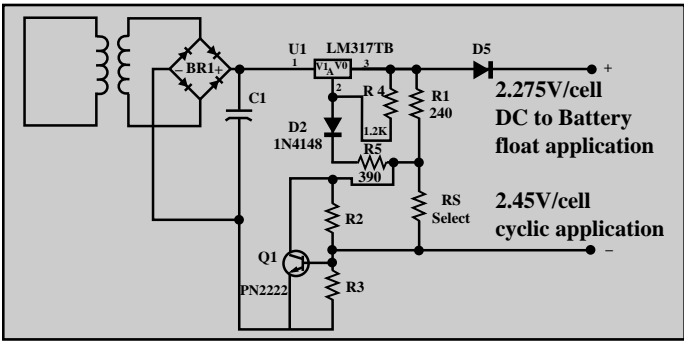 U1
LM317TB
1
V1
A
V0
3
2
D5
+
– BR1+
C1
R 4
1.2K
R1
240
2.275V/cell
DC to Battery
float application
D2
1N4148
R5
390
RS
Select
2.45V/cell
cyclic application
R2
–
Q1
PN2222
R3